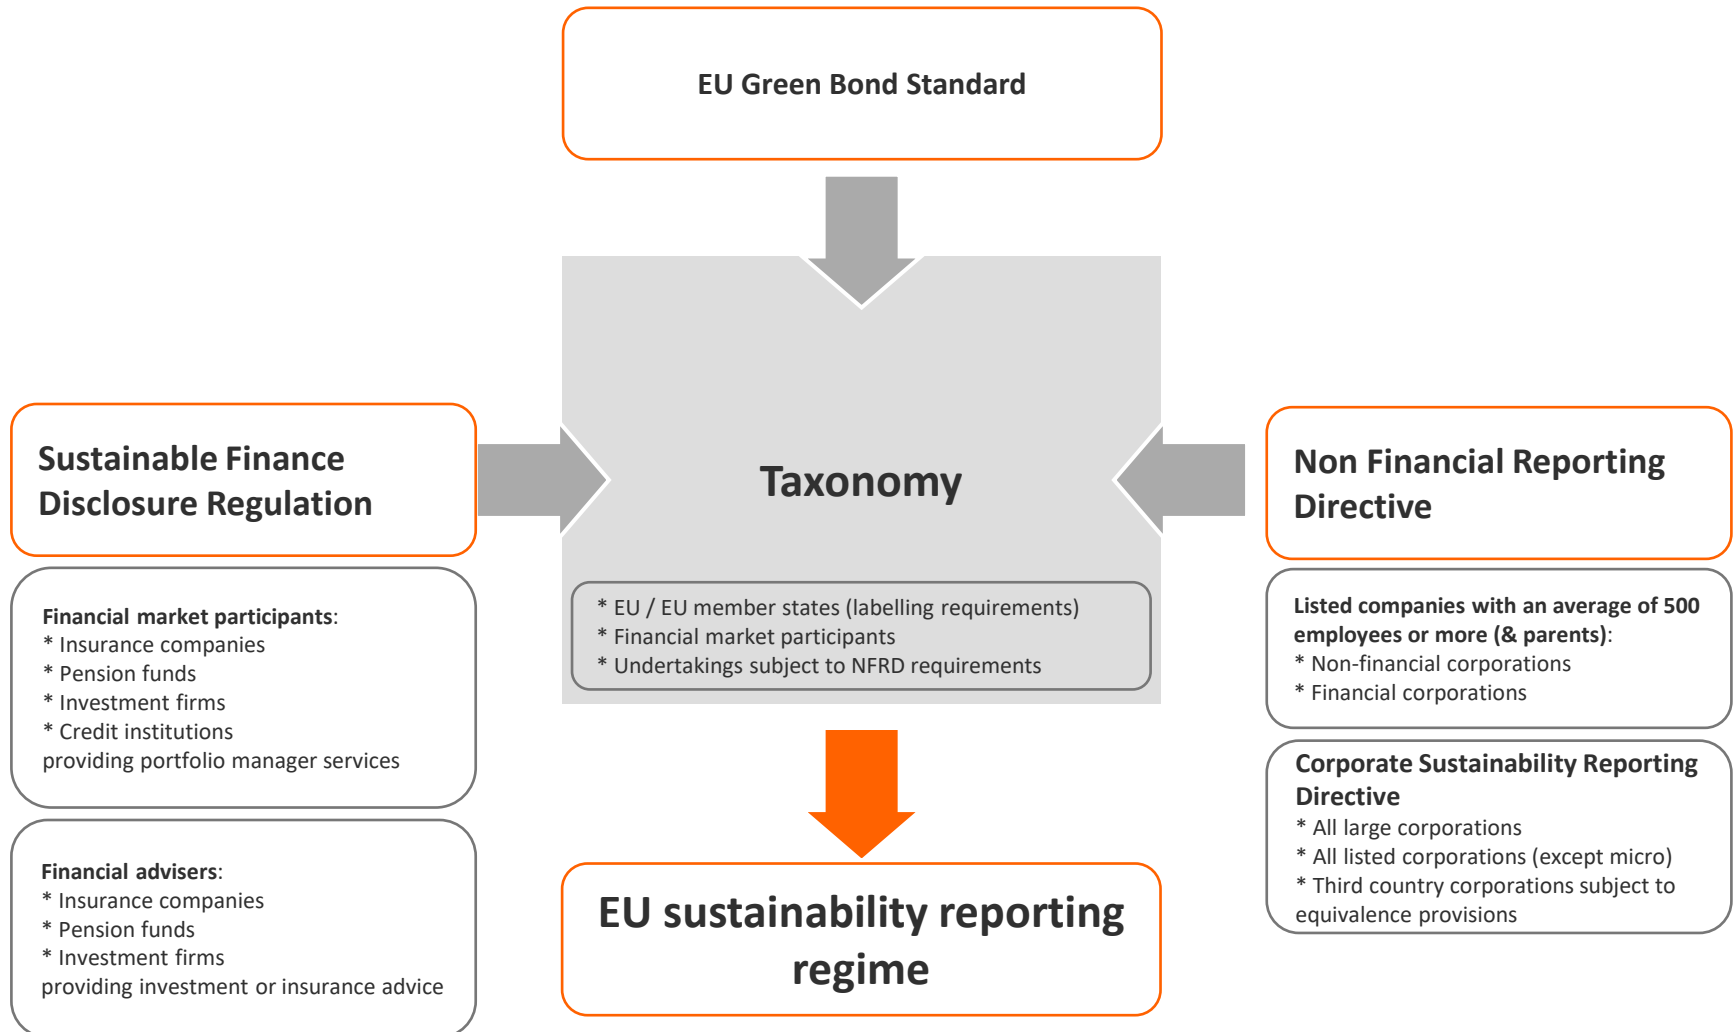 EU Green Bond Standard
Sustainable Finance
Disclosure Regulation
Financial market participants:
* Insurance companies
* Pension funds
* Investment firms
* Credit institutions
providing portfolio manager services
Financial advisers:
* Insurance companies
* Pension funds
* Investment firms
providing investment or insurance advice
Taxonomy
* EU / EU member states (labelling requirements)
* Financial market participants
* Undertakings subject to NFRD requirements
EU sustainability reporting
regime
Non Financial Reporting
Directive
Listed companies with an average of 500
employees or more (& parents):
* Non-financial corporations
* Financial corporations
Corporate Sustainability Reporting
Directive
* All large corporations
* All listed corporations (except micro)
* Third country corporations subject to
equivalence provisions